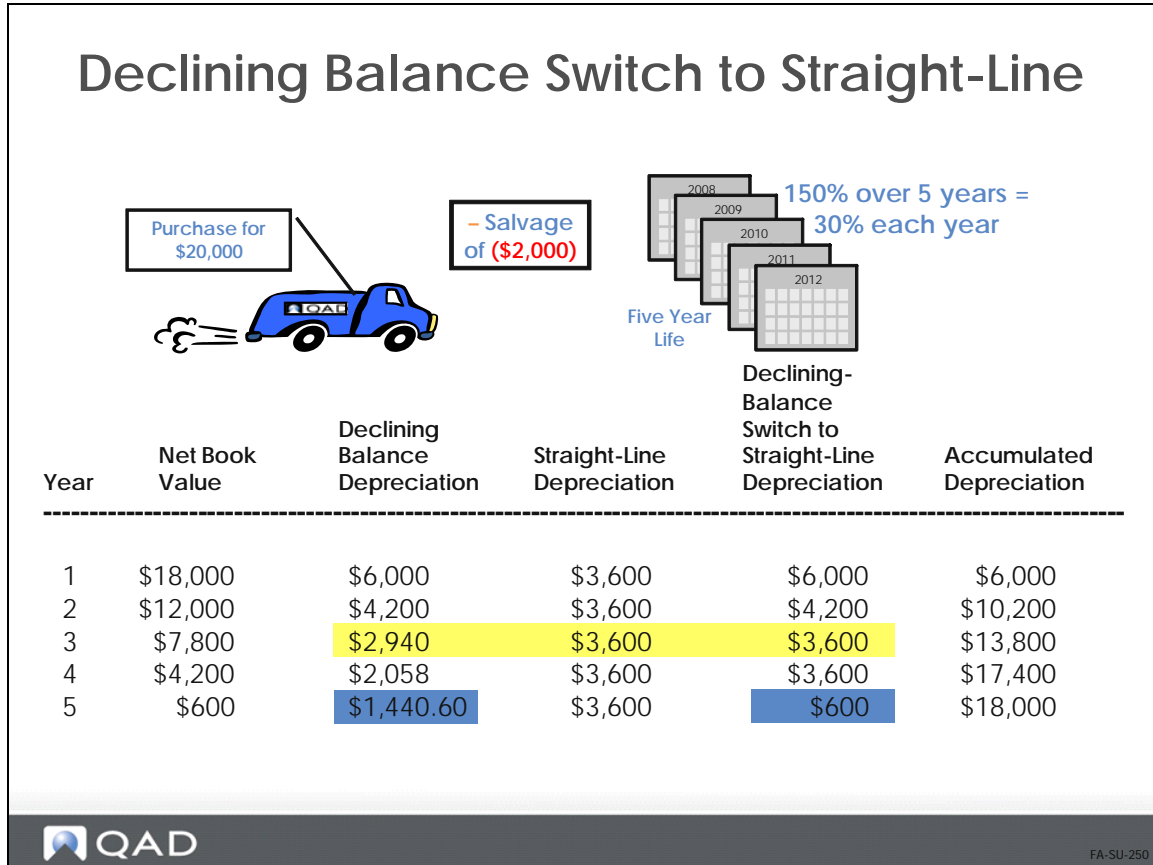 Declining Balance Switch to Straight-Line
Purchase for
$20,000
– Salvage
of ($2,000)
2008
2009
2010
2011
2012
150% over 5 years =
30% each year
QAD
Five Year
Life
Year
Net Book
Value
Declining
Balance
Depreciation
Straight-Line
Depreciation
Declining-
Balance
Switch to
Straight-Line
Depreciation
Accumulated
Depreciation
1 $18,000 $6,000 $3,600 $6,000 $6,000
2 $12,000 $4,200 $3,600 $4,200 $10,200
3 $7,800 $2,940 $3,600 $3,600 $13,800
4 $4,200 $2,058 $3,600 $3,600 $17,400
5 $600 $1,440.60 $3,600 $600 $18,000
QAD
FA-SU-250